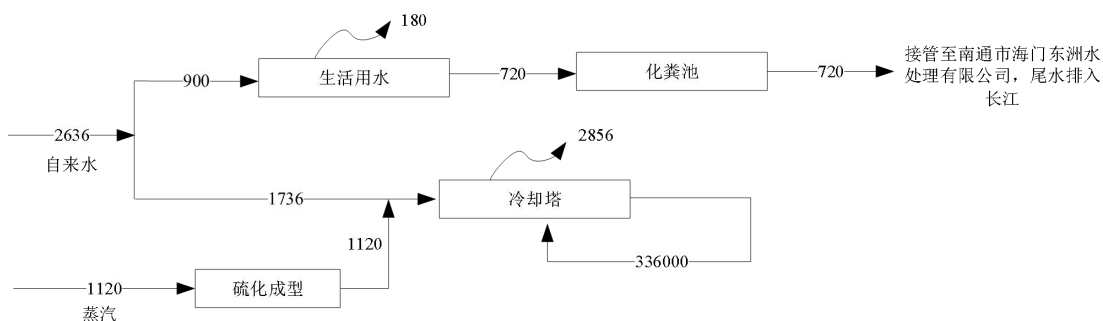 180
900
生活用水
720
化粪池
720
接管至南通市海门东洲水
处理有限公司，尾水排入
长江
2636
自来水
2856
1736
冷却塔
1120
336000
1120
蒸汽
硫化成型